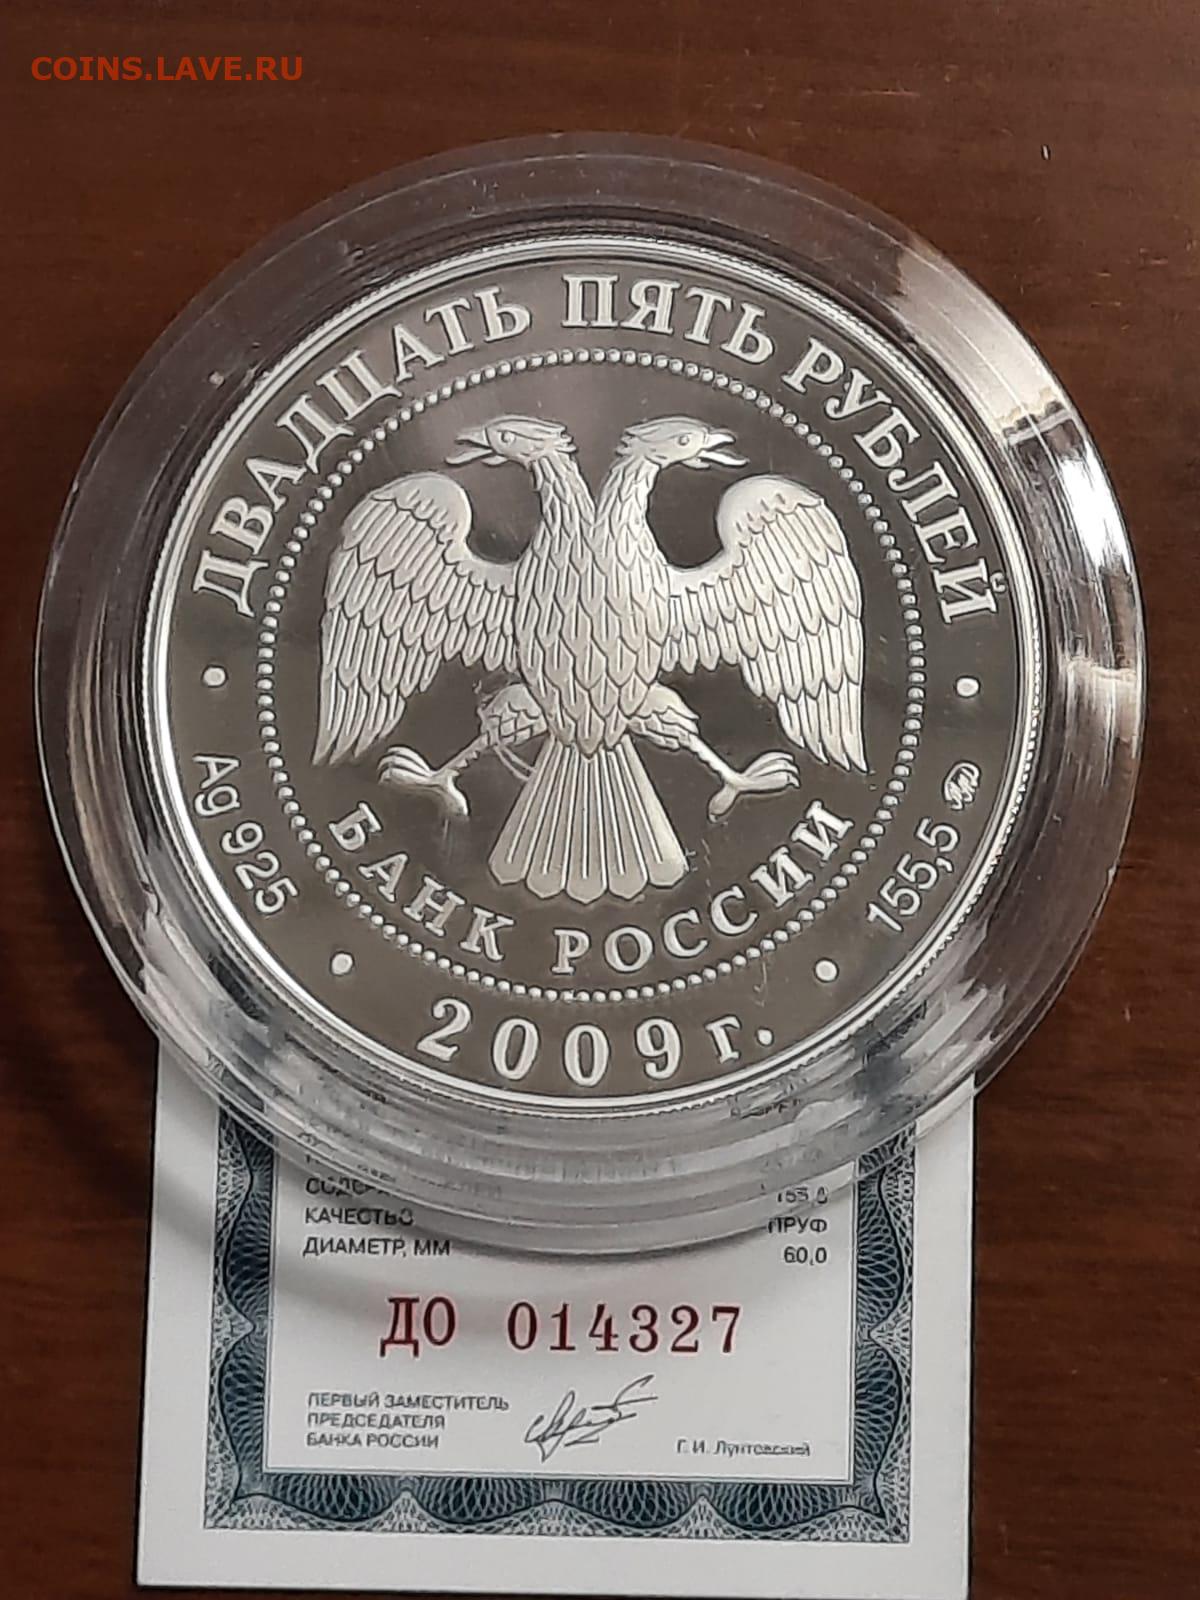 COINS.LAVE.RU
ДВАДЦАТЬ ПЯТЬ РУБЛЕЙ
БАНК РОССИИ
Ag 925
155,5
2009 г.
КАЧЕСТВО ПРУФ
ДИАМЕТР, ММ 60,0
ДО 014327
ПЕРВЫЙ ЗАМЕСТИТЕЛЬ
ПРЕДСЕДАТЕЛЯ
БАНКА РОССИИ
Г. И. Лунтовский